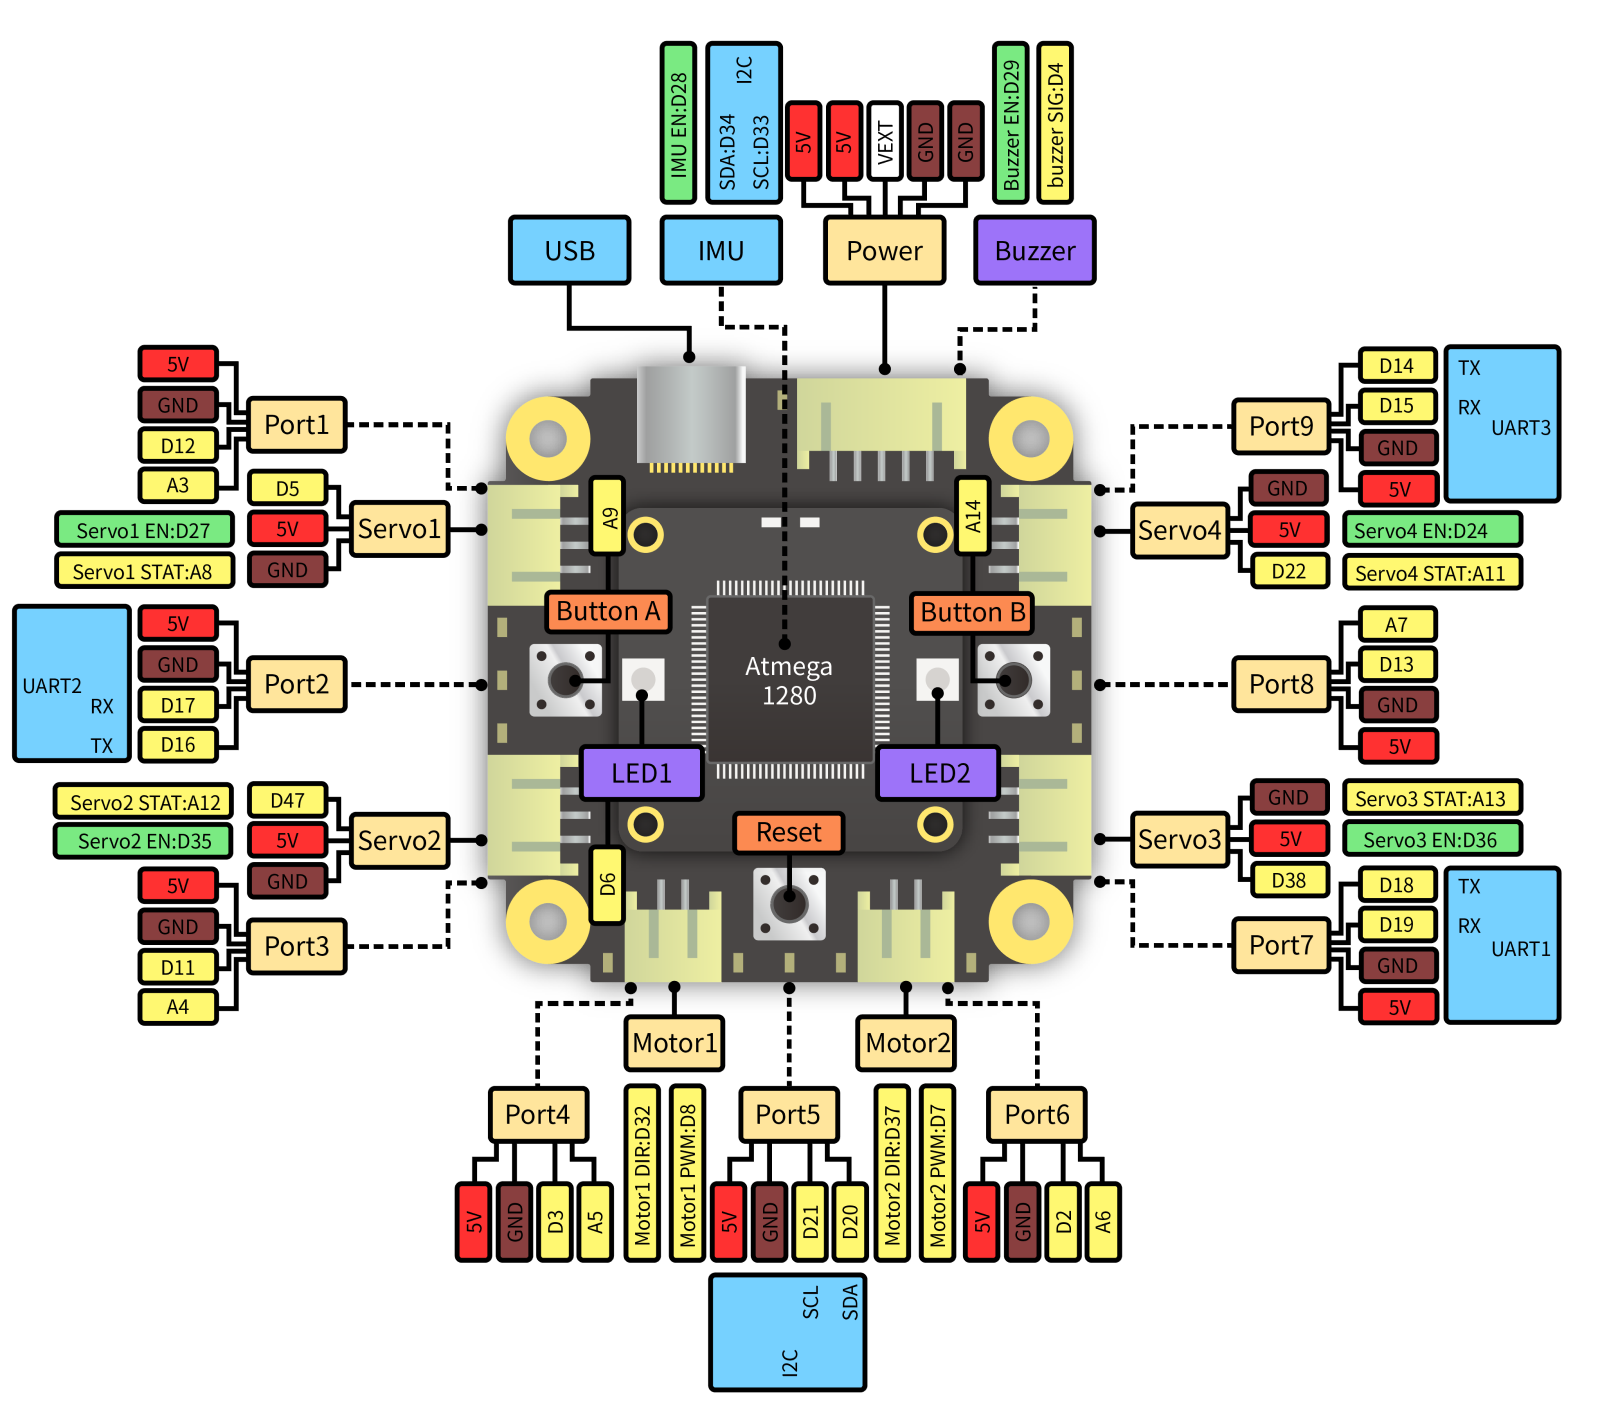 IMU EN:D28
I2C
SDA:D34
SCL:D33
5V
5V
VEXT
GND
GND
Buzzer EN:D29
buzzer SIG:D4
USB
IMU
Power
Buzzer
5V
GND
D12
A3
Port1
D5
5V
GND
Servo1
Servo1 EN:D27
Servo1 STAT:A8
UART2
RX
TX
5V
GND
D17
D16
Port2
Servo2 STAT:A12
Servo2 EN:D35
D47
5V
GND
Servo2
5V
GND
D11
A4
Port3
A9
Button A
A14
Button B
Atmega
1280
LED1
LED2
D6
Reset
D14
D15
GND
5V
Port9
TX
RX
UART3
GND
5V
D22
Servo4
Servo4 EN:D24
Servo4 STAT:A11
A7
D13
GND
5V
Port8
GND
5V
D38
Servo3
Servo3 STAT:A13
Servo3 EN:D36
D18
D19
GND
5V
Port7
TX
RX
UART1
Motor1
Motor2
Port4
5V
GND
D3
A5
Motor1 DIR:D32
Motor1 PWM:D8
Port5
5V
GND
D21
D20
Motor2 DIR:D37
Motor2 PWM:D7
Port6
5V
GND
D2
A6
SCL
SDA
I2C